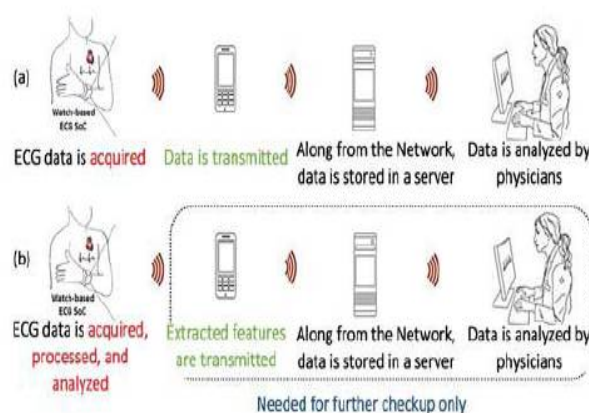 (a)
Watch-based
ECG SoC
ECG data is acquired
Data is transmitted
Along from the Network,
data is stored in a server
Data is analyzed by
physicians
(b)
Watch-based
ECG SoC
ECG data is acquired,
processed, and
analyzed
Extracted features
are transmitted
Along from the Network,
data is stored in a server
Data is analyzed by
physicians
Needed for further checkup only